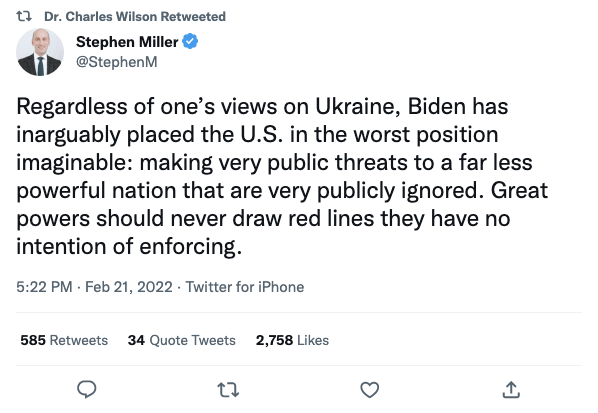 Dr. Charles Wilson Retweeted
Stephen Miller
@StephenM
Regardless of one’s views on Ukraine, Biden has
inarguably placed the U.S. in the worst position
imaginable: making very public threats to a far less
powerful nation that are very publicly ignored. Great
powers should never draw red lines they have no
intention of enforcing.
5:22 PM · Feb 21, 2022 · Twitter for iPhone
585 Retweets 34 Quote Tweets 2,758 Likes